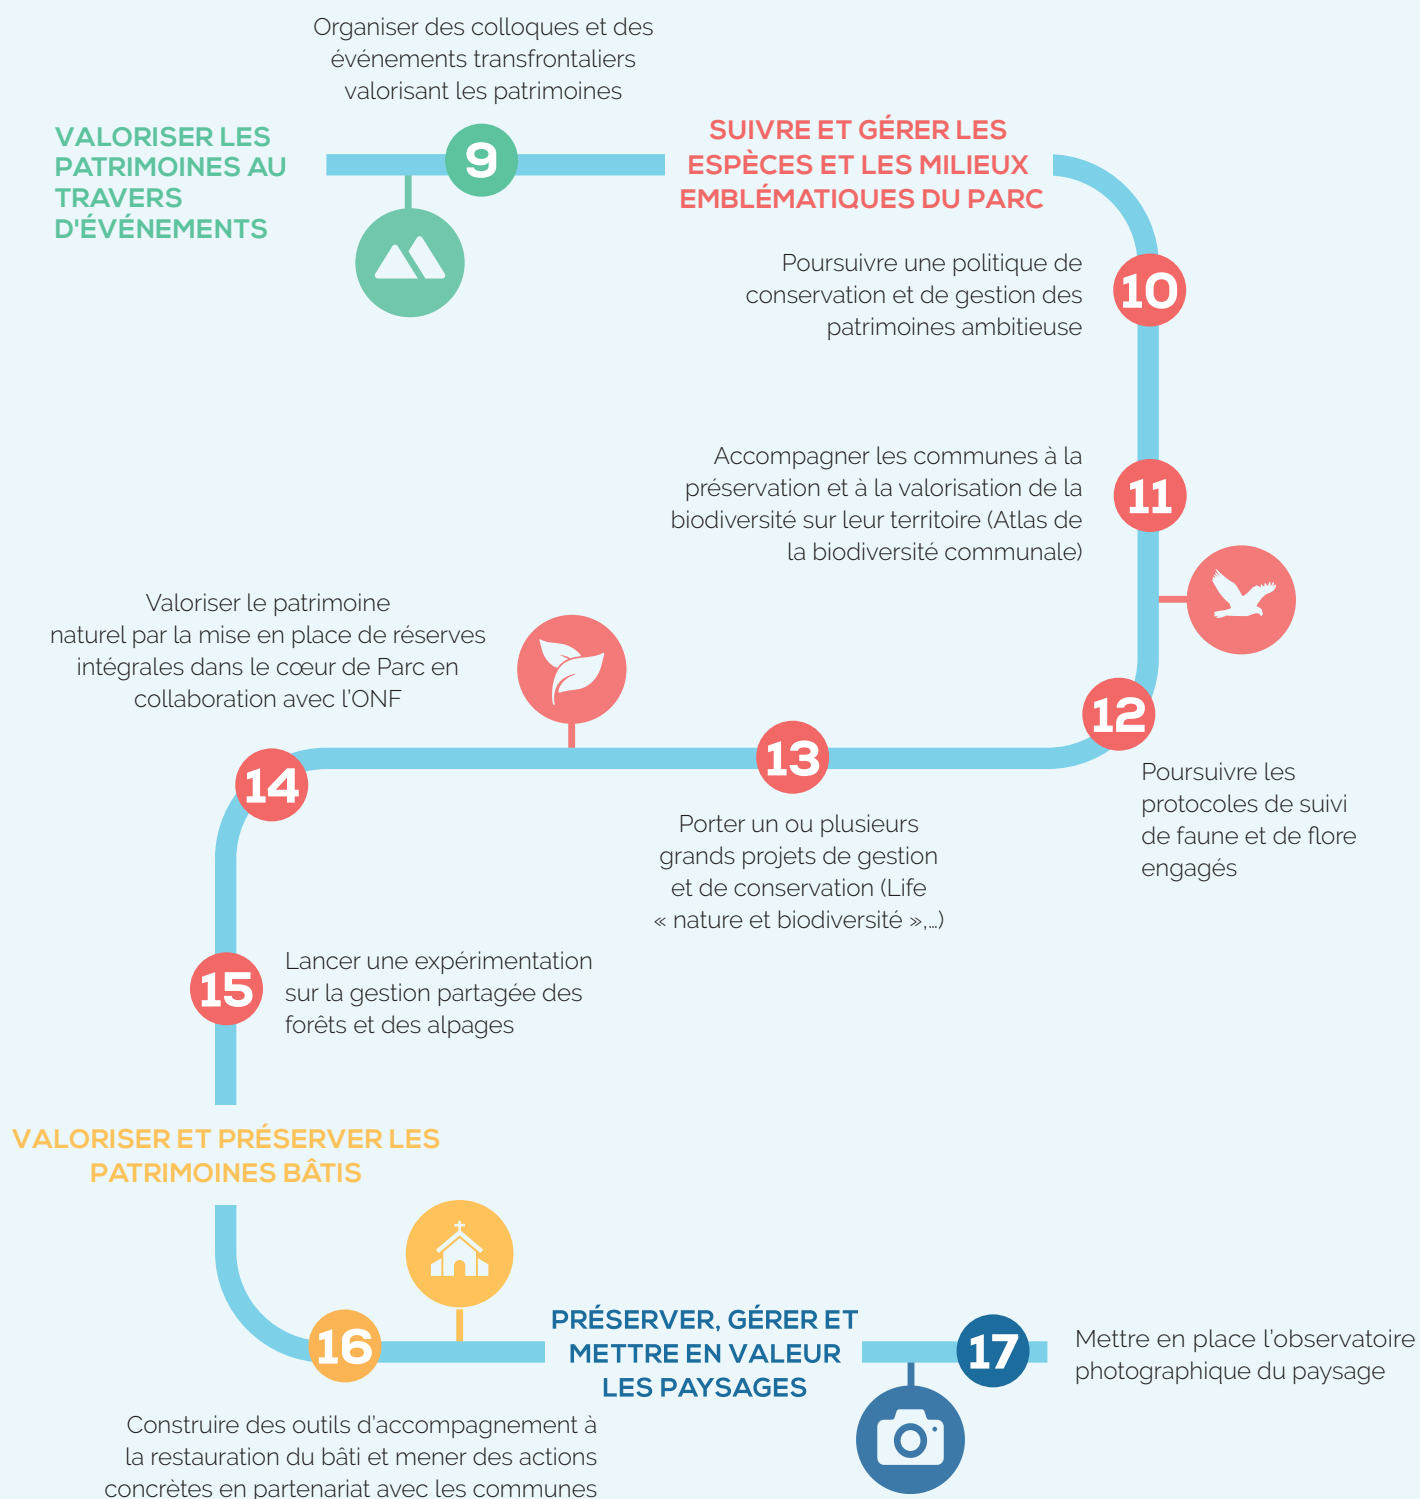 Organiser des colloques et des
événements transfrontaliers
valorisant les patrimoines
VALORISER LES
PATRIMOINES AU
TRAVERS
D'ÉVÉNEMENTS
9
SUIVRE ET GÉRER LES
ESPÈCES ET LES MILIEUX
EMBLÉMATIQUES DU PARC
Poursuivre une politique de
conservation et de gestion des
patrimoines ambitieuse
10
Accompagner les communes à la
préservation et à la valorisation de la
biodiversité sur leur territoire (Atlas de
la biodiversité communale)
11
12
Poursuivre les
protocoles de suivi
de faune et de flore
engagés
13
Porter un ou plusieurs
grands projets de gestion
et de conservation (Life
« nature et biodiversité »,…)
Valoriser le patrimoine
naturel par la mise en place de réserves
intégrales dans le cœur de Parc en
collaboration avec l’ONF
14
15
Lancer une expérimentation
sur la gestion partagée des
forêts et des alpages
VALORISER ET PRÉSERVER LES
PATRIMOINES BÂTIS
16
Construire des outils d’accompagnement à
la restauration du bâti et mener des actions
concrètes en partenariat avec les communes
PRÉSERVER, GÉRER ET
METTRE EN VALEUR
LES PAYSAGES
17
Mettre en place l’observatoire
photographique du paysage